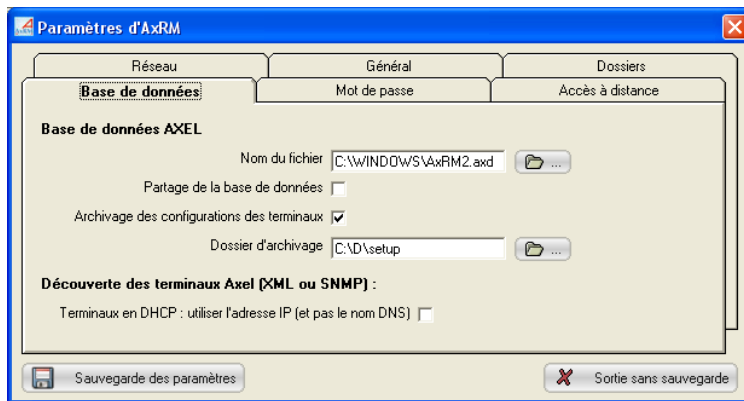 Paramètres d'AxRM
Réseau
Général
Dossiers
Base de données
Mot de passe
Accès à distance
Base de données AXEL
Nom du fichier C:\WINDOWS\AxRM2.axd ...
Partage de la base de données
Archivage des configurations des terminaux
Dossier d'archivage C:\D\setup ...
Découverte des terminaux Axel (XML ou SNMP) :
Terminaux en DHCP : utiliser l'adresse IP (et pas le nom DNS)
Sauvegarde des paramètres
Sortie sans sauvegarde